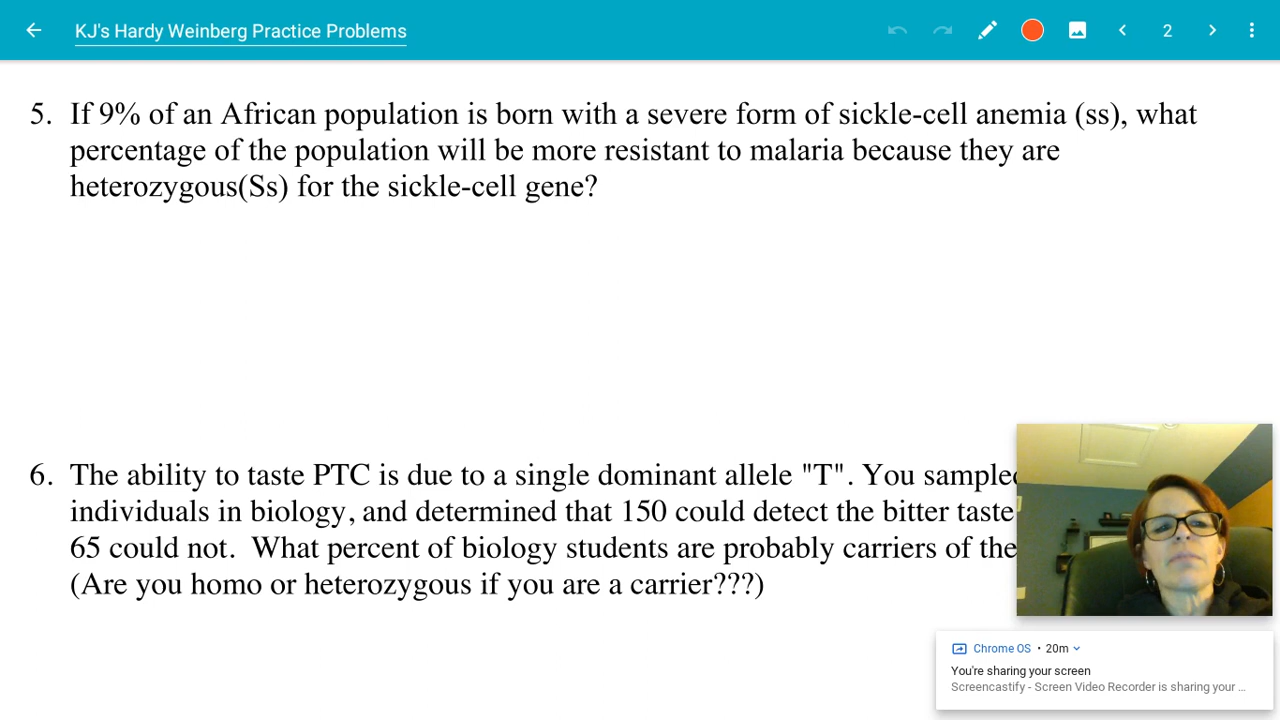 KJ's Hardy Weinberg Practice Problems
2
5. If 9% of an African population is born with a severe form of sickle-cell anemia (ss), what
percentage of the population will be more resistant to malaria because they are
heterozygous(Ss) for the sickle-cell gene?
6. The ability to taste PTC is due to a single dominant allele "T". You sampled
individuals in biology, and determined that 150 could detect the bitter taste
65 could not. What percent of biology students are probably carriers of the
(Are you homo or heterozygous if you are a carrier???)
Chrome OS • 20m
You're sharing your screen
Screencastify - Screen Video Recorder is sharing your ...